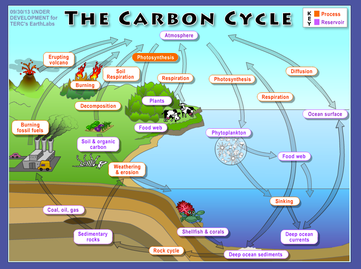 09/30/12 UNDER
DEVELOPMENT for
TERC's EarthLabs
THE CARBON CYCLE
KEY
Process
Reservoir
Atmosphere
Erupting
volcano
Photosynthesis
Soil
Respiration
Respiration
Burning
Photosynthesis
Diffusion
Decomposition
Plants
Respiration
Ocean surface
Burning
fossil fuels
Food web
Phytoplankton
Soil & organic
carbon
Food web
Weathering
& erosion
Sinking
Coal, oil, gas
Shellfish & corals
Sedimentary
rocks
Deep ocean
currents
Rock cycle
Deep ocean sediments